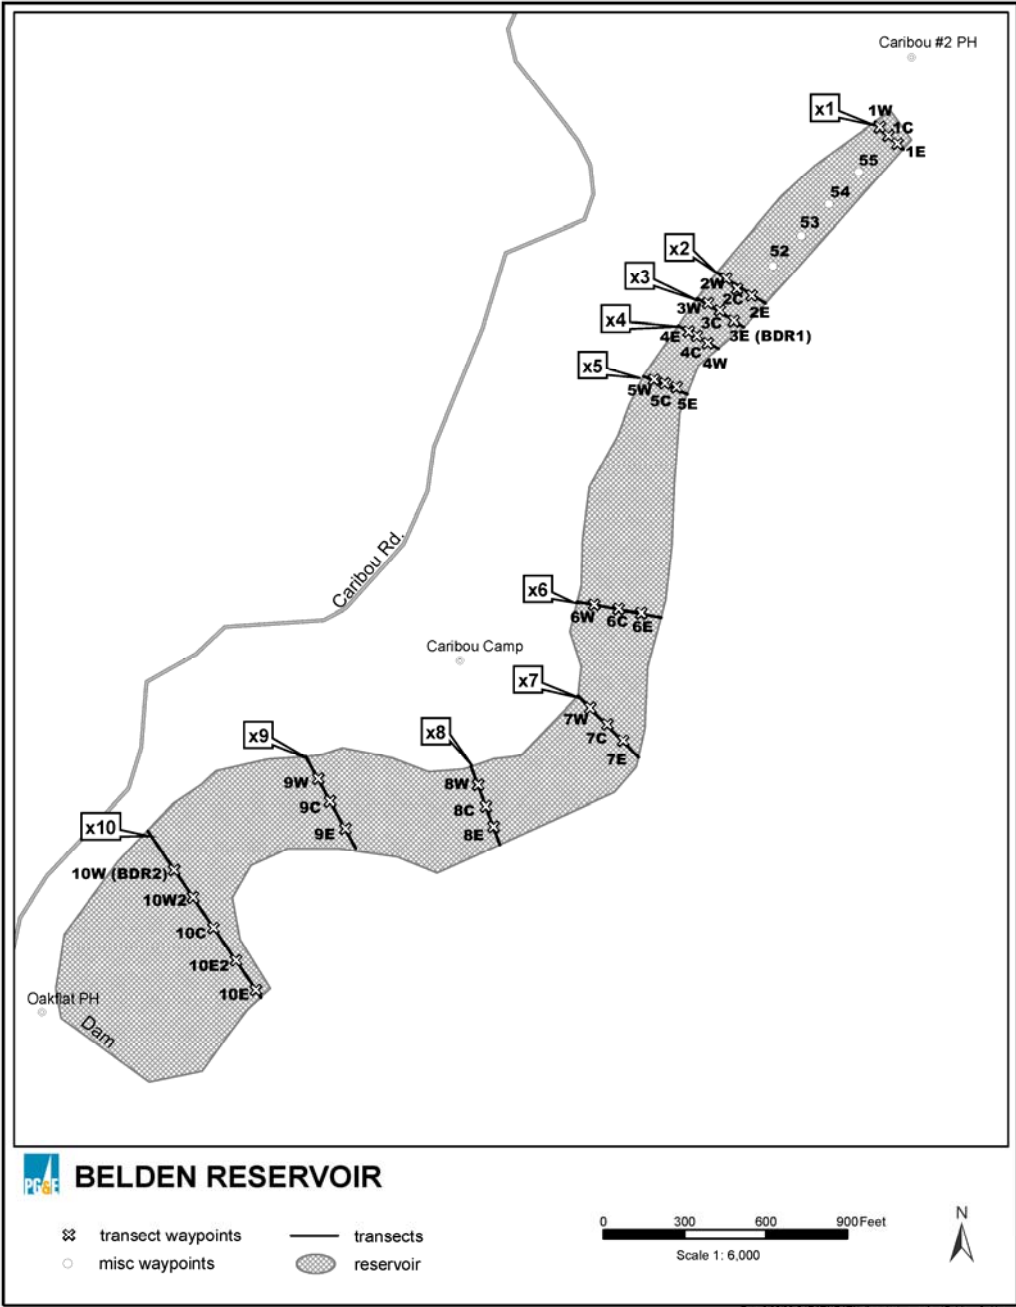 Caribou #2 PH
x1
1W
1C
1E
55
54
53
52
x2
2W
2C
2E
x3
3W
3C
3E (BDR1)
x4
4E
4C
4W
x5
5W
5C
5E
Caribou Rd.
x6
6W
6C
6E
Caribou Camp
x7
7W
7C
7E
x8
8W
8C
8E
x9
9W
9C
9E
x10
10W (BDR2)
10W2
10C
10E2
10E
Oakflat PH
Dam
PG&E
BELDEN RESERVOIR
transect waypoints
transects
misc waypoints
reservoir
0 300 600 900 Feet
Scale 1: 6,000
N